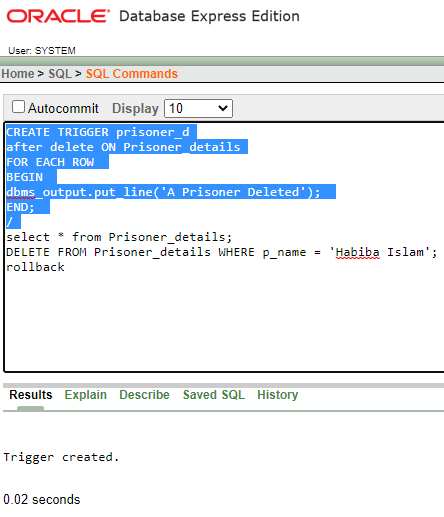 ORACLE® Database Express Edition
User: SYSTEM
Home > SQL > SQL Commands
Autocommit Display 10
CREATE TRIGGER prisoner_d
after delete ON Prisoner_details
FOR EACH ROW
BEGIN
dbms_output.put_line('A Prisoner Deleted');
END;
/
select * from Prisoner_details;
DELETE FROM Prisoner_details WHERE p_name = 'Habiba Islam';
rollback
Results Explain Describe Saved SQL History
Trigger created.
0.02 seconds